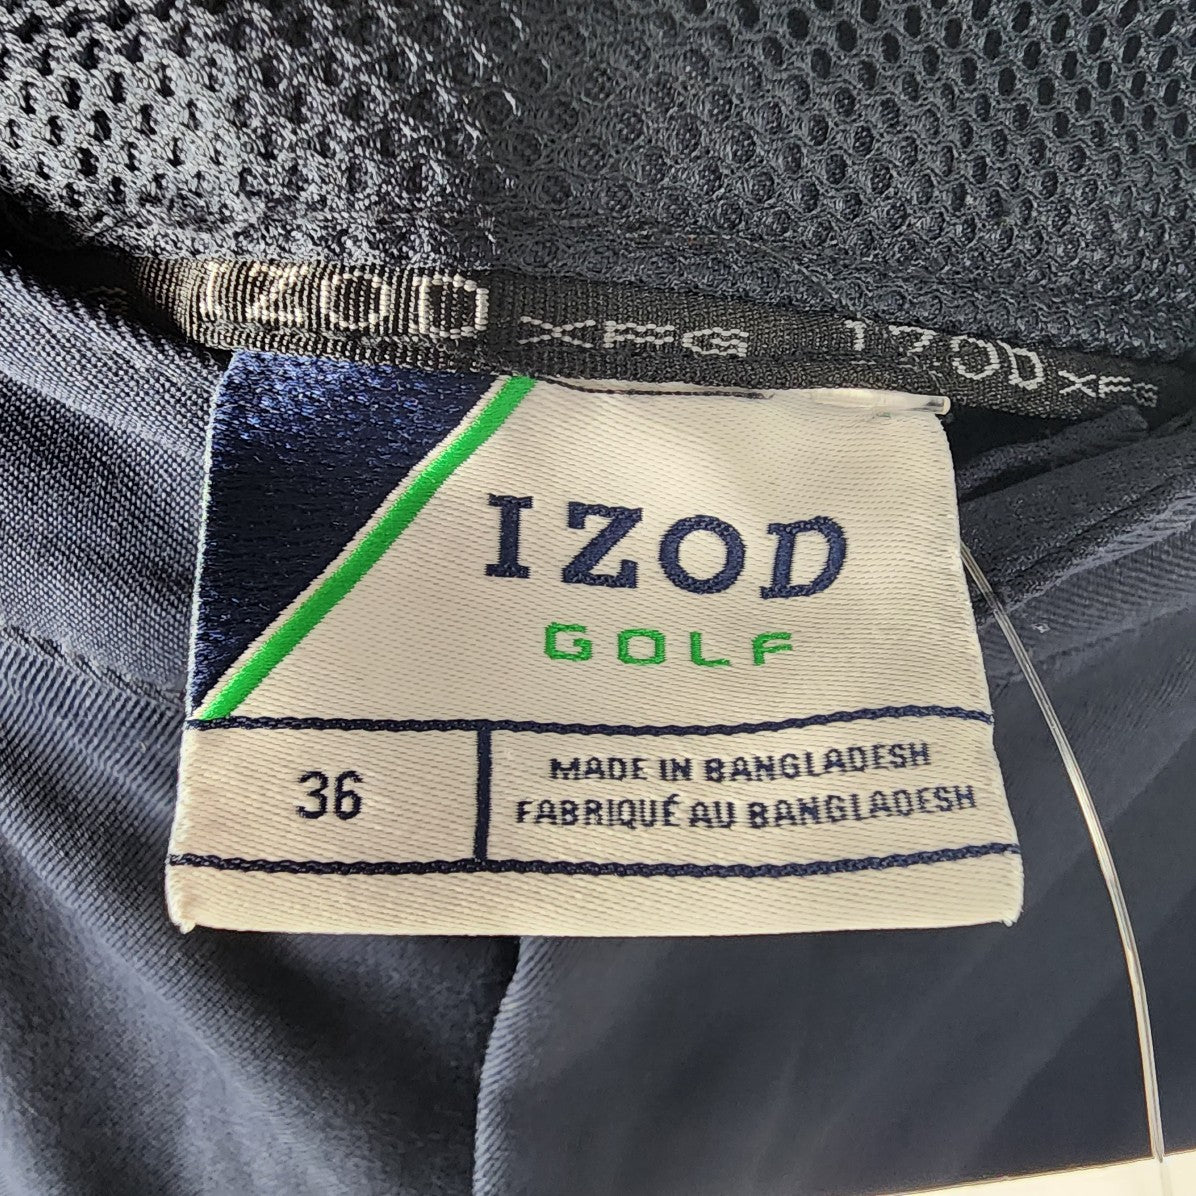 IZOD XFG IZOD XFG
IZOD
GOLF
36
MADE IN BANGLADESH
FABRIQUÉ AU BANGLADESH